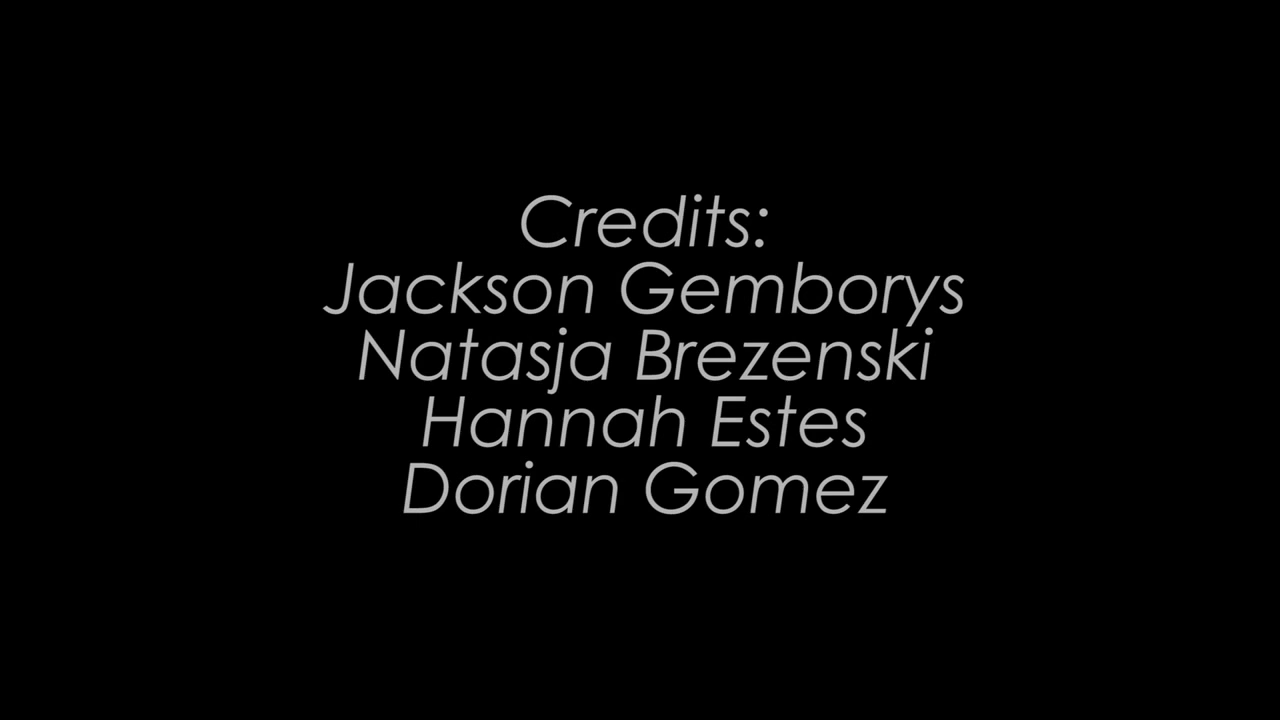 Credits:
Jackson Gemborys
Natasja Brezenski
Hannah Estes
Dorian Gomez